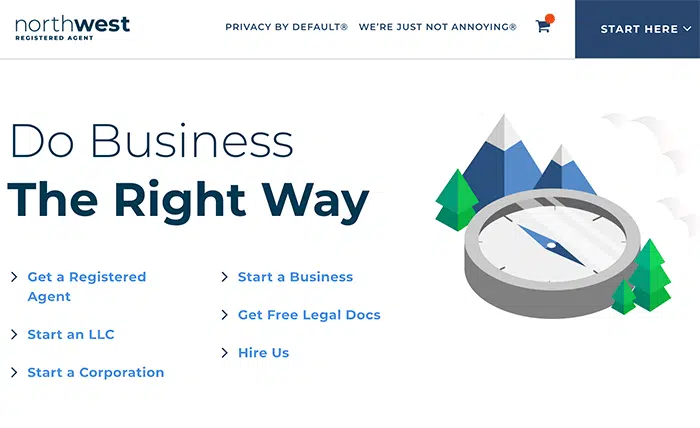 northwest
REGISTERED AGENT
PRIVACY BY DEFAULT®
WE'RE JUST NOT ANNOYING®
START HERE
Do Business
The Right Way
Get a Registered
Agent
Start an LLC
Start a Corporation
Start a Business
Get Free Legal Docs
Hire Us